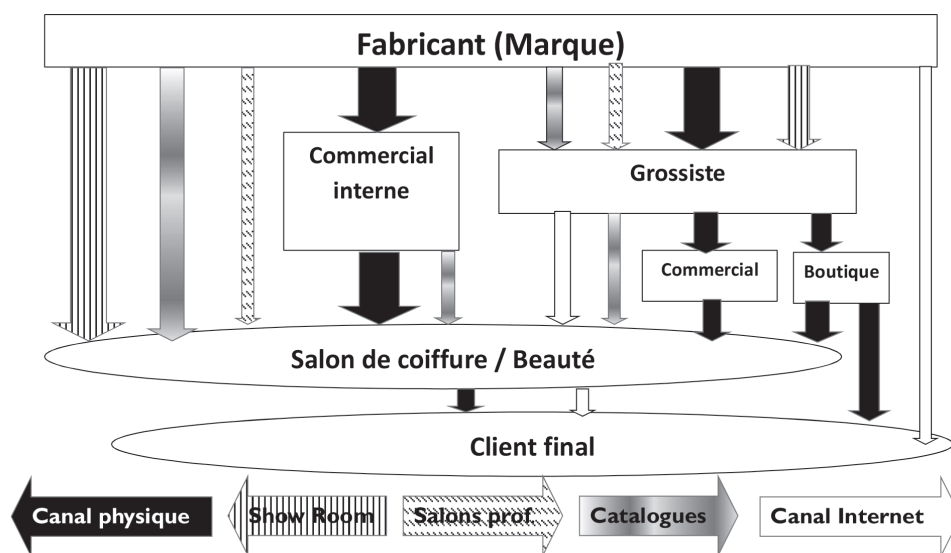 Fabricant (Marque)
Commercial
interne
Grossiste
Commercial
Boutique
Salon de coiffure / Beauté
Client final
Canal physique
Show Room
Salons prof.
Catalogues
Canal Internet